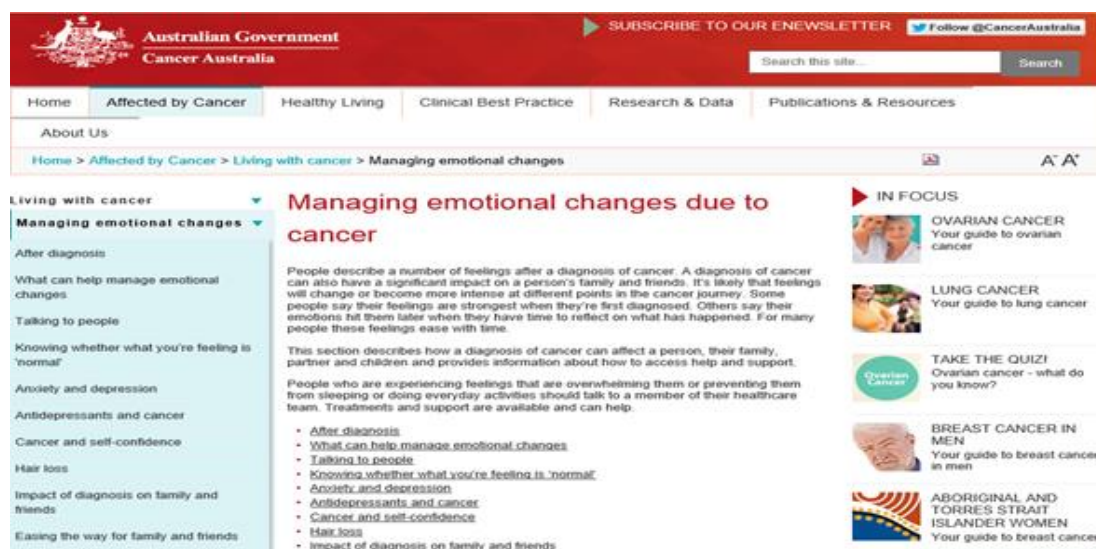 Australian Government
Cancer Australia
SUBSCRIBE TO OUR ENEWSLETTER
Follow @CancerAustralia
Search this site...
Search
Home
Affected by Cancer
Healthy Living
Clinical Best Practice
Research & Data
Publications & Resources
About Us
Home > Affected by Cancer > Living with cancer > Managing emotional changes
A- A+
Living with cancer
Managing emotional changes
After diagnosis
What can help manage emotional
changes
Talking to people
Knowing whether what you're feeling is
'normal'
Anxiety and depression
Antidepressants and cancer
Cancer and self-confidence
Hair loss
Impact of diagnosis on family and
friends
Easing the way for family and friends
Managing emotional changes due to
cancer
People describe a number of feelings after a diagnosis of cancer. A diagnosis of cancer
can also have a significant impact on a person's family and friends. It's likely that feelings
will change or become more intense at different points in the cancer journey. Some
people say their feelings are strongest when they're first diagnosed. Others say their
emotions hit them later when they have time to reflect on what has happened. For many
people these feelings ease with time.
This section describes how a diagnosis of cancer can affect a person, their family,
partner and children and provides information about how to access help and support.
People who are experiencing feelings that are overwhelming them or preventing them
from sleeping or doing everyday activities should talk to a member of their healthcare
team. Treatments and support are available and can help.
After diagnosis
What can help manage emotional changes
Talking to people
Knowing whether what you're feeling is 'normal'
Anxiety and depression
Antidepressants and cancer
Cancer and self-confidence
Hair loss
Impact of diagnosis on family and friends
IN FOCUS
OVARIAN CANCER
Your guide to ovarian
cancer
LUNG CANCER
Your guide to lung cancer
Ovarian
Cancer
TAKE THE QUIZ!
Ovarian cancer - what do
you know?
BREAST CANCER IN
MEN
Your guide to breast cancer
in men
ABORIGINAL AND
TORRES STRAIT
ISLANDER WOMEN
Your guide to breast cancer